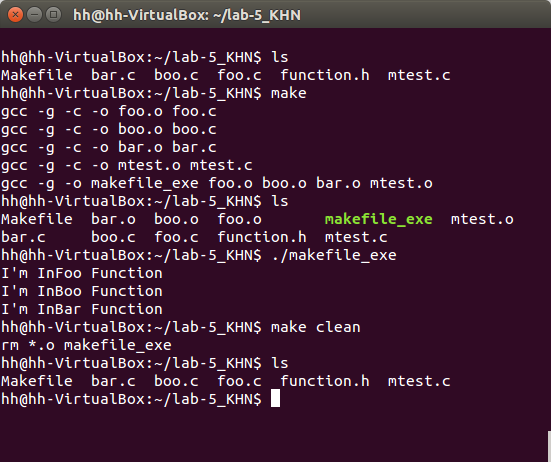 hh@hh-VirtualBox: ~/lab-5_KHN
hh@hh-VirtualBox:~/lab-5_KHN$ ls
Makefile  bar.c  boo.c  foo.c  function.h  mtest.c
hh@hh-VirtualBox:~/lab-5_KHN$ make
gcc -g -c -o foo.o foo.c
gcc -g -c -o boo.o boo.c
gcc -g -c -o bar.o bar.c
gcc -g -c -o mtest.o mtest.c
gcc -g -o makefile_exe foo.o boo.o bar.o mtest.o
hh@hh-VirtualBox:~/lab-5_KHN$ ls
Makefile  bar.o  boo.o  foo.o       makefile_exe  mtest.o
bar.c     boo.c  foo.c  function.h  mtest.c
hh@hh-VirtualBox:~/lab-5_KHN$ ./makefile_exe
I'm InFoo Function
I'm InBoo Function
I'm InBar Function
hh@hh-VirtualBox:~/lab-5_KHN$ make clean
rm *.o makefile_exe
hh@hh-VirtualBox:~/lab-5_KHN$ ls
Makefile  bar.c  boo.c  foo.c  function.h  mtest.c
hh@hh-VirtualBox:~/lab-5_KHN$